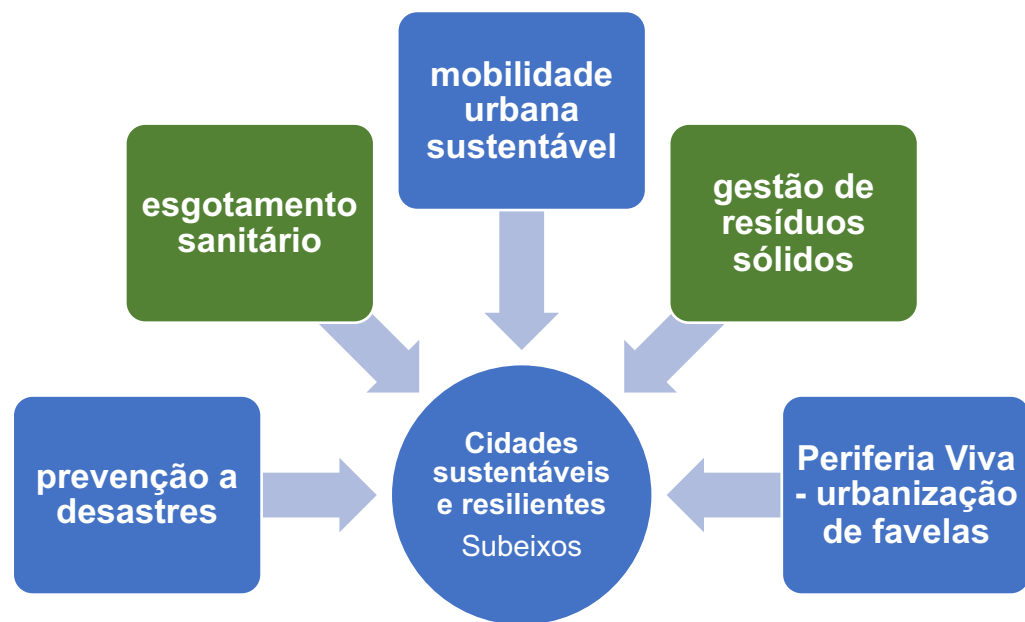 mobilidade
urbana
sustentável
esgotamento
sanitário
gestão de
resíduos
sólidos
prevenção a
desastres
Cidades
sustentáveis
e resilientes
Subeixos
Periferia Viva
- urbanização
de favelas